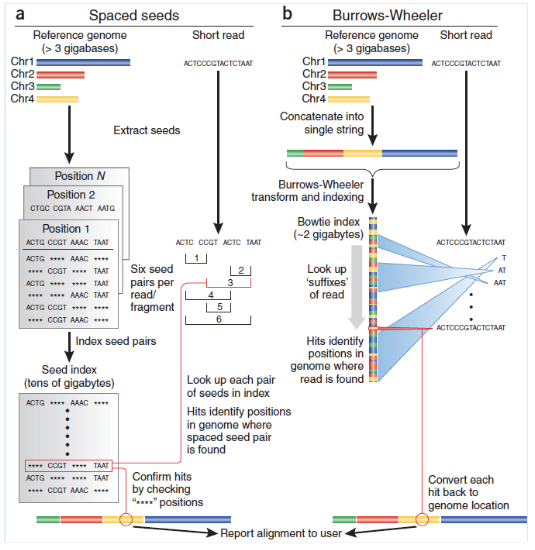 a
Spaced seeds
Reference genome
(> 3 gigabases)
Short read
Chr1
Chr2
Chr3
Chr4
ACTCCCGTACTCTAAT
Extract seeds
Position N
Position 2
CTGC CGTA AACT AATG
Position 1
ACTG CCGT AAAC TAAT
ACTG **** AAAC ****
**** CCGT **** TAAT
ACTG **** **** TAAT
**** **** AAAC TAAT
ACTG CCGT **** ****
**** CCGT AAAC ****
Index seed pairs
Seed index
(tens of gigabytes)
ACTG **** AAAC ****
**** CCGT **** TAAT
ACTG **** **** TAAT
**** CCGT AAAC ****
ACTC CCGT ACTC TAAT
Six seed
pairs per
read/
fragment
1
2
3
4
5
6
Look up each pair
of seeds in index
Hits identify positions
in genome where
spaced seed pair
is found
Confirm hits
by checking
"****" positions
b
Burrows-Wheeler
Reference genome
(> 3 gigabases)
Short read
Chr1
Chr2
Chr3
Chr4
ACTCCCGTACTCTAAT
Concatenate into
single string
Burrows-Wheeler
transform and indexing
Bowtie index
(~2 gigabytes)
ACTCCCGTACTCTAAT
T
AT
AAT
Look up
'suffixes'
of read
ACTCCCGTACTCTAAT
Hits identify
positions in
genome where
read is found
Convert each
hit back to
genome location
Report alignment to user